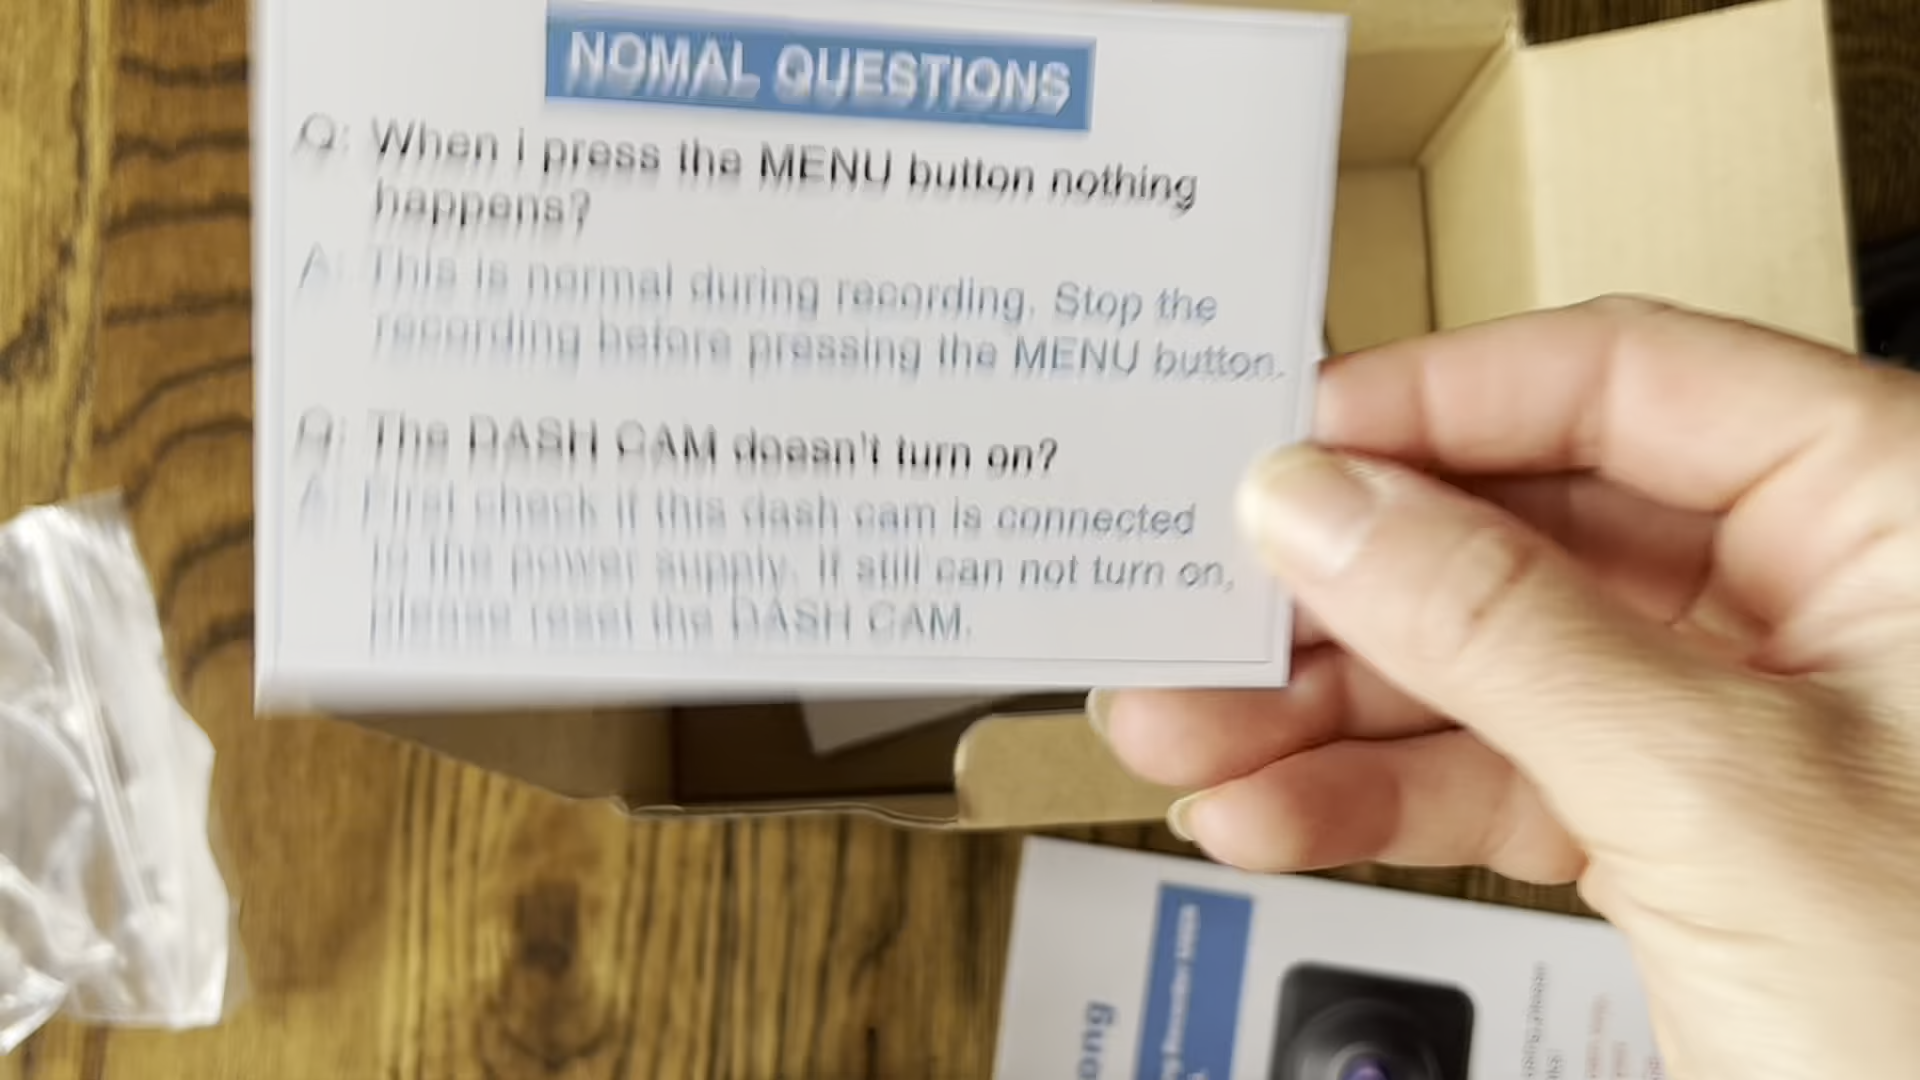 NOMAL QUESTIONS
Q: When i press the MENU button nothing
happens?
A: This is normal during recording. Stop the
recording before pressing the MENU button.
Q: The DASH CAM doesn't turn on?
A: First check if this dash cam is connected
to the power supply. If still can not turn on,
please reset the DASH CAM.
ong